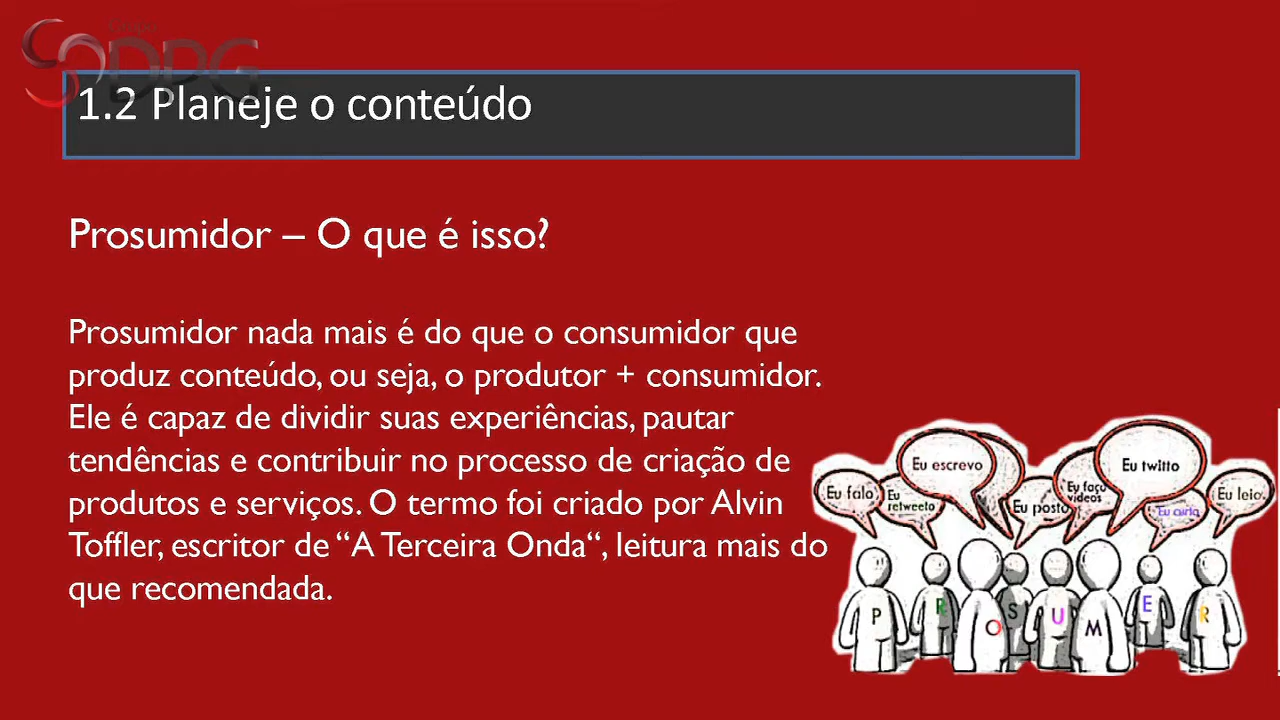 Grupo
DPG
1.2 Planeje o conteúdo
Prosumidor – O que é isso?
Prosumidor nada mais é do que o consumidor que
produz conteúdo, ou seja, o produtor + consumidor.
Ele é capaz de dividir suas experiências, pautar
tendências e contribuir no processo de criação de
produtos e serviços. O termo foi criado por Alvin
Toffler, escritor de “A Terceira Onda“, leitura mais do
que recomendada.
Eu falo
Eu
retweeto
Eu escrevo
Eu posto
Eu faço
vídeos
Eu twitto
Eu leio.
P R O S U M E R